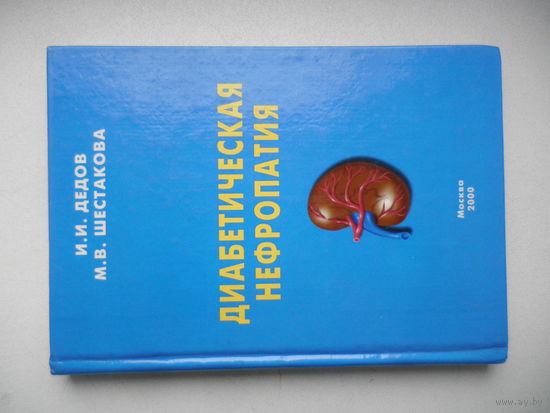 И.И. ДЕДОВ
М.В. ШЕСТАКОВА
ДИАБЕТИЧЕСКАЯ
НЕФРОПАТИЯ
Москва
2000
www.ay.by